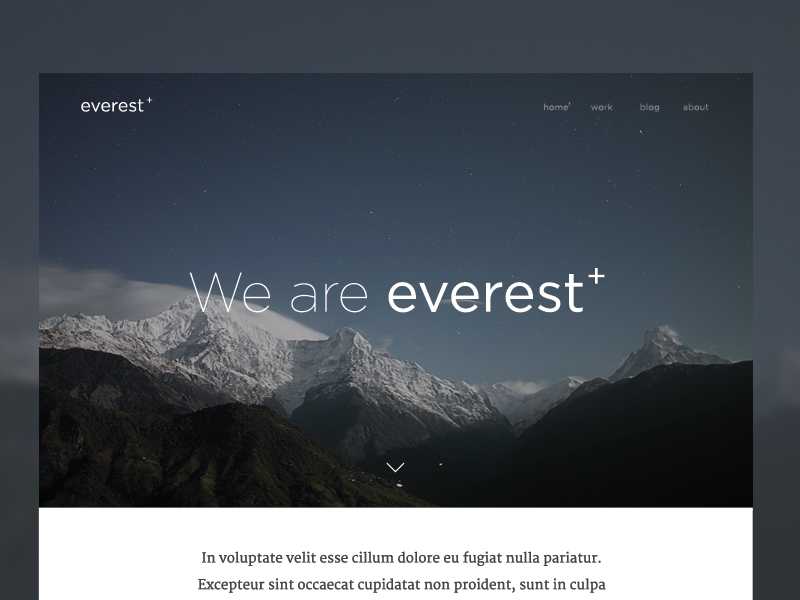 everest+
home work blog about
We are everest+
In voluptate velit esse cillum dolore eu fugiat nulla pariatur.
Excepteur sint occaecat cupidatat non proident, sunt in culpa